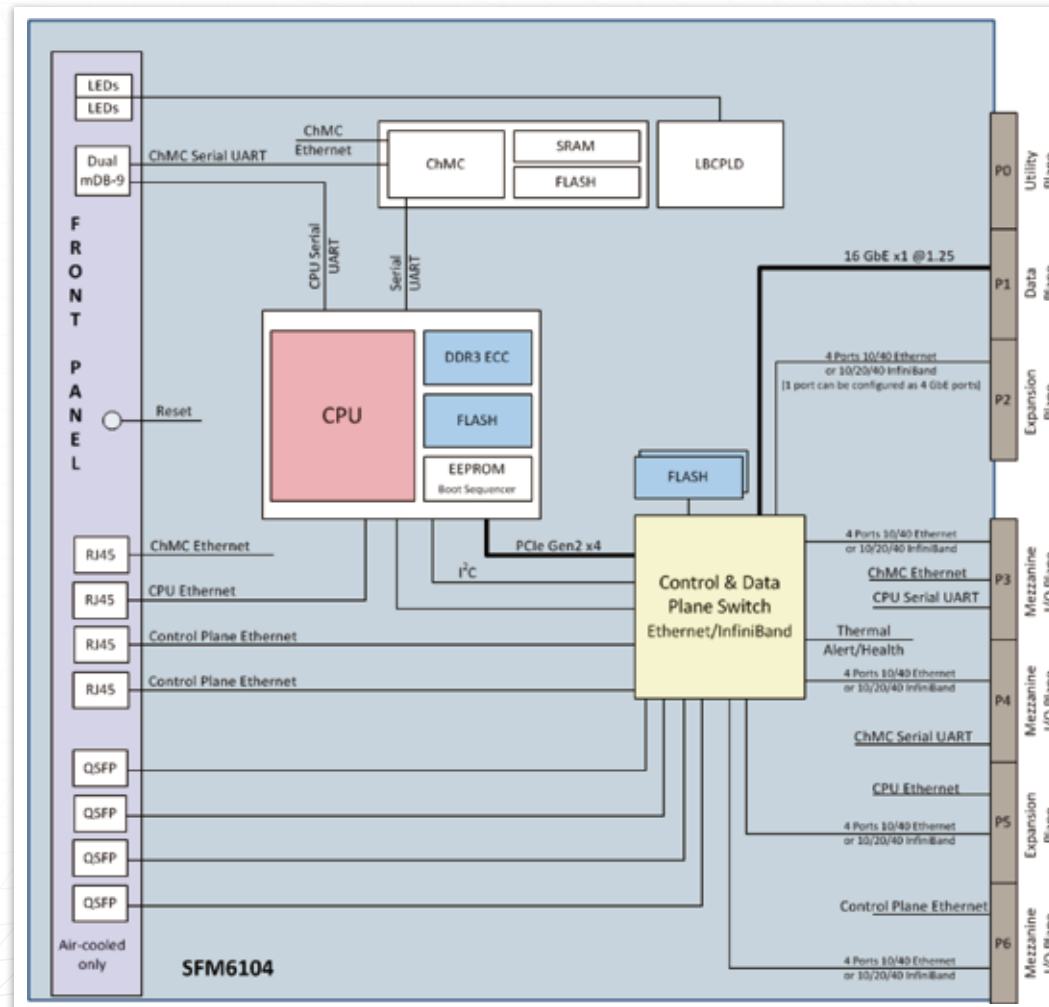 LEDs
LEDs
Dual
mDB-9
FRONT PANEL
ChMC Serial UART
ChMC
Ethernet
ChMC
SRAM
FLASH
LBCPLD
CPU Serial
UART
Serial
UART
CPU
DDR3 ECC
FLASH
EEPROM
Boot Sequencer
Reset
FLASH
Control & Data
Plane Switch
Ethernet/InfiniBand
PCIe Gen2 x4
I²C
RJ45
ChMC Ethernet
RJ45
CPU Ethernet
RJ45
Control Plane Ethernet
RJ45
Control Plane Ethernet
QSFP
QSFP
QSFP
QSFP
Air-cooled
only
SFM6104
16 GbE x1 @1.25
4 Ports 10/40 Ethernet
or 10/20/40 InfiniBand
[1 port can be configured as 4 GbE ports]
4 Ports 10/40 Ethernet
or 10/20/40 InfiniBand
ChMC Ethernet
CPU Serial UART
Thermal
Alert/Health
4 Ports 10/40 Ethernet
or 10/20/40 InfiniBand
ChMC Serial UART
CPU Ethernet
4 Ports 10/40 Ethernet
or 10/20/40 InfiniBand
Control Plane Ethernet
4 Ports 10/40 Ethernet
or 10/20/40 InfiniBand
P0
Utility
P1
Data
P2
Expansion
P3
Mezzanine
P4
Mezzanine
P5
Expansion
P6
Mezzanine